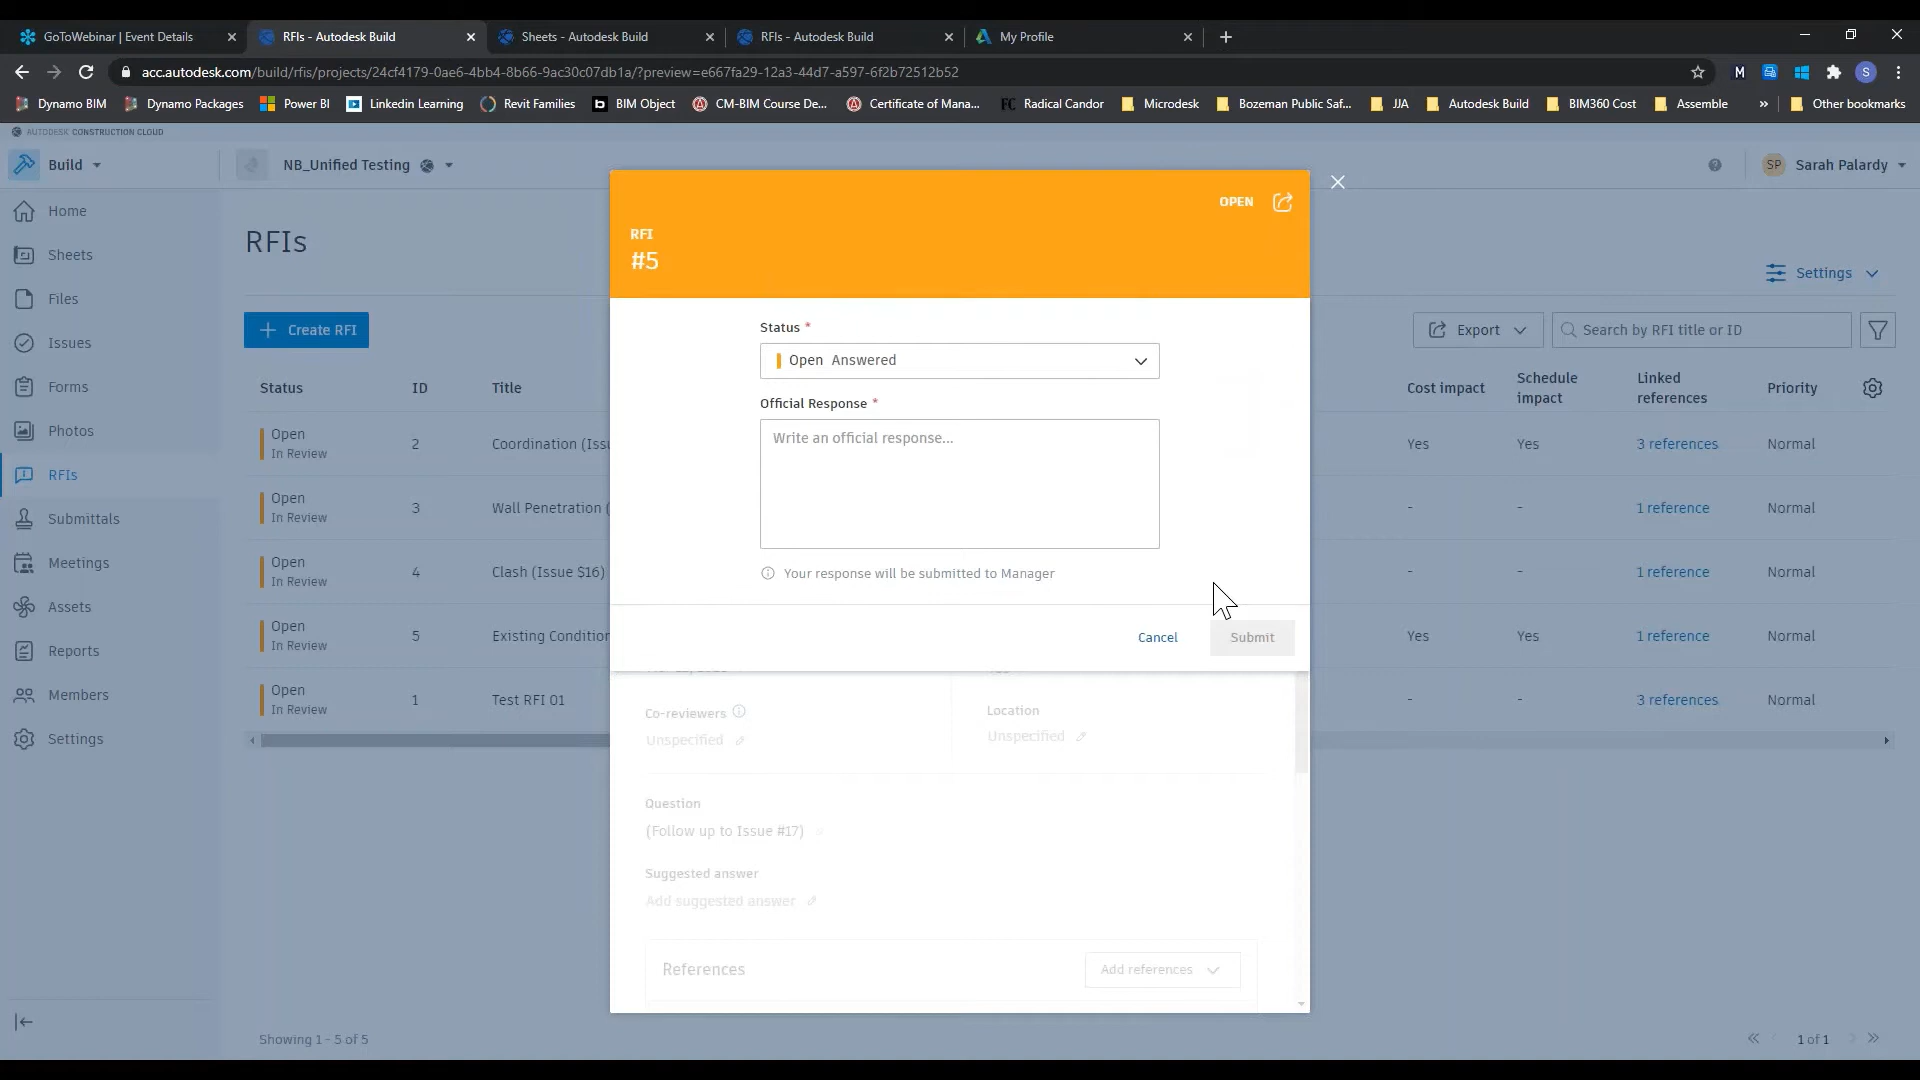 GoToWebinar | Event Details
RFIs - Autodesk Build
Sheets - Autodesk Build
RFIs - Autodesk Build
My Profile
acc.autodesk.com/build/rfis/projects/24cf4179-0ae6-4bb4-8b66-9ac30c07db1a/?preview=e667fa29-12a3-44d7-a597-6f2b72512b52
M
S
Dynamo BIM
Dynamo Packages
Power BI
Linkedin Learning
Revit Families
b BIM Object
CM-BIM Course De...
Certificate of Mana...
FC Radical Candor
Microdesk
Bozeman Public Saf...
JJA
Autodesk Build
BIM360 Cost
Assemble
»
Other bookmarks
AUTODESK CONSTRUCTION CLOUD
Build
NB_Unified Testing
SP Sarah Palardy
Home
Sheets
Files
Issues
Forms
Photos
RFIs
Submittals
Meetings
Assets
Reports
Members
Settings
RFIs
Settings
+ Create RFI
Export
Search by RFI title or ID
Status ID Title Cost impact Schedule impact Linked references Priority
Open In Review 2 Coordination (Issu Yes Yes 3 references Normal
Open In Review 3 Wall Penetration ( - - 1 reference Normal
Open In Review 4 Clash (Issue S16) - - 1 reference Normal
Open In Review 5 Existing Condition Yes Yes 1 reference Normal
Open In Review 1 Test RFI 01 - - 3 references Normal
Showing 1 - 5 of 5
1 of 1
OPEN
RFI
#5
Status *
Open Answered
Official Response *
Write an official response...
Your response will be submitted to Manager
Cancel
Submit
Co-reviewers
Unspecified
Location
Unspecified
Question
(Follow up to Issue #17)
Suggested answer
Add suggested answer
References
Add references